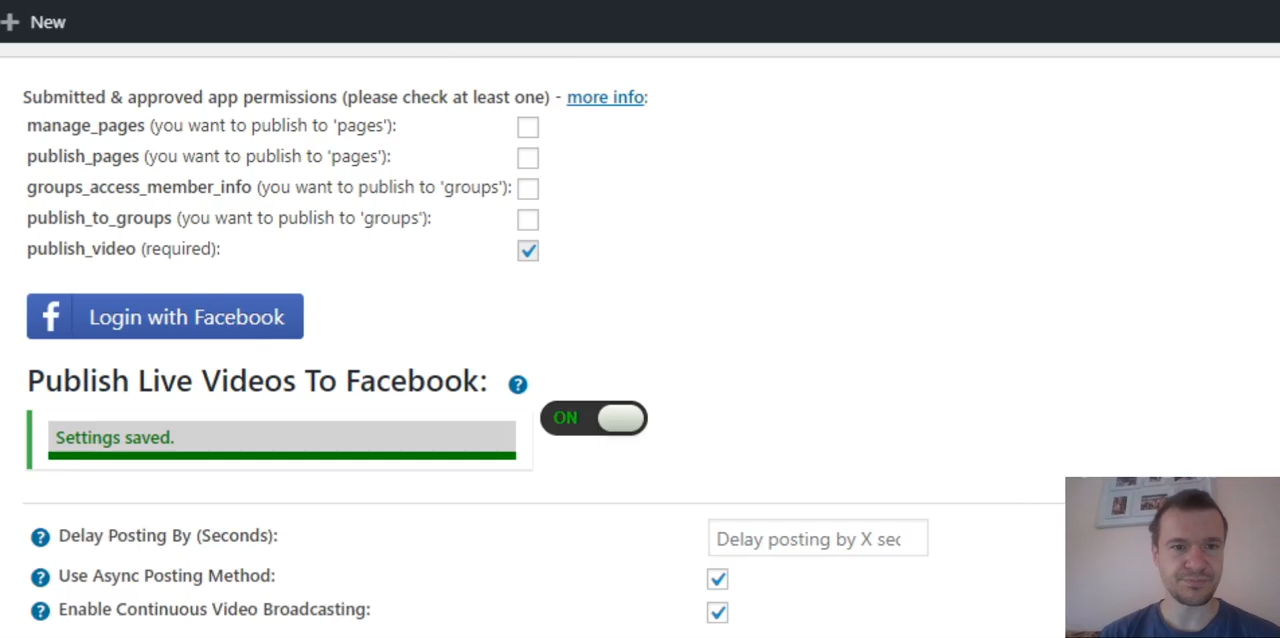 New
Submitted & approved app permissions (please check at least one) - more info:
manage_pages (you want to publish to 'pages'):
publish_pages (you want to publish to 'pages'):
groups_access_member_info (you want to publish to 'groups'):
publish_to_groups (you want to publish to 'groups'):
publish_video (required):
f Login with Facebook
Publish Live Videos To Facebook: ?
ON
Settings saved.
? Delay Posting By (Seconds): Delay posting by X sec
? Use Async Posting Method:
? Enable Continuous Video Broadcasting: